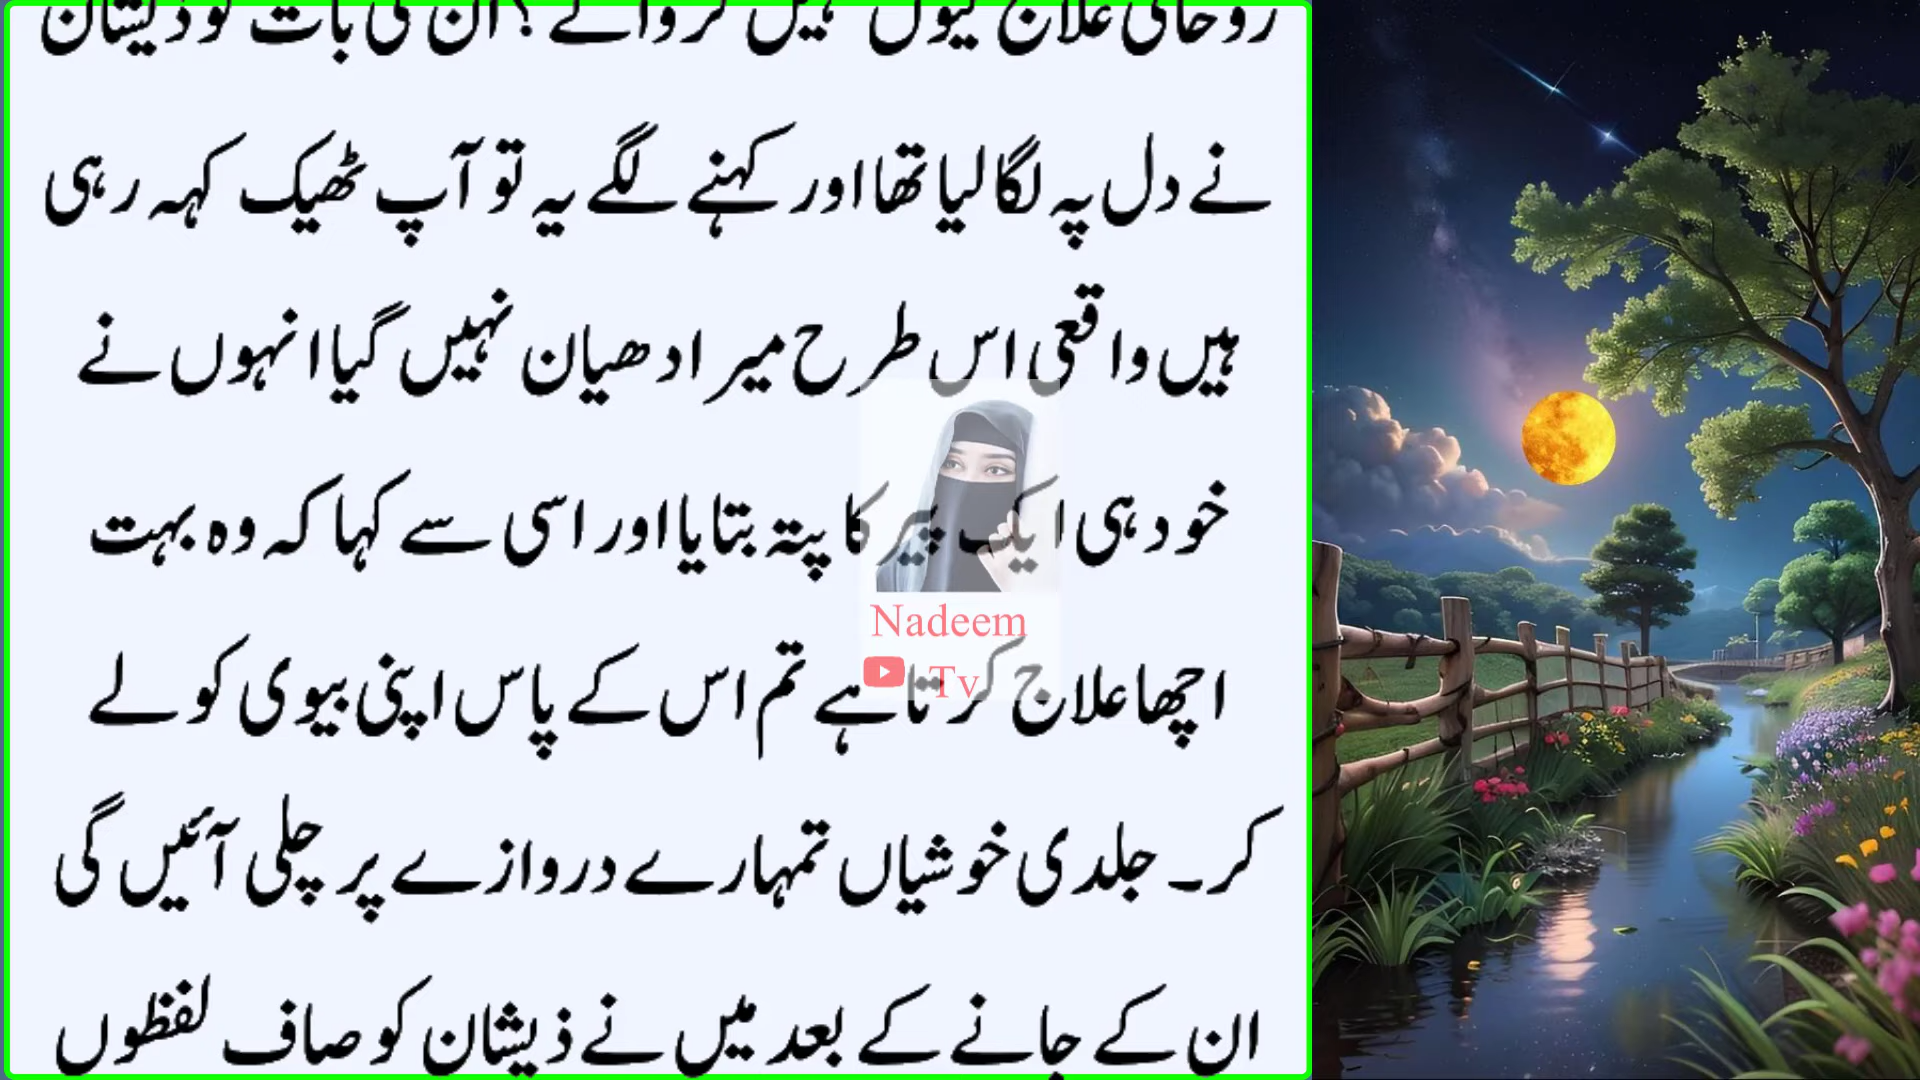 روحانی علاج کیوں نہیں کرواتے ؟ ان کی بات کو ذیشان
نے دل پہ لگا لیا تھا اور کہنے لگے یہ تو آپ ٹھیک کہہ رہی
ہیں واقعی اس طرح میرا دھیان نہیں گیا انہوں نے
خود ہی ایک پیر کا پتہ بتایا اور اسی سے کہا کہ وہ بہت
اچھا علاج کرتا ہے تم اس کے پاس اپنی بیوی کو لے
کر۔ جلدی خوشیاں تمہارے دروازے پر چلی آئیں گی
ان کے جانے کے بعد میں نے ذیشان کو صاف لفظوں
Nadeem
Tv